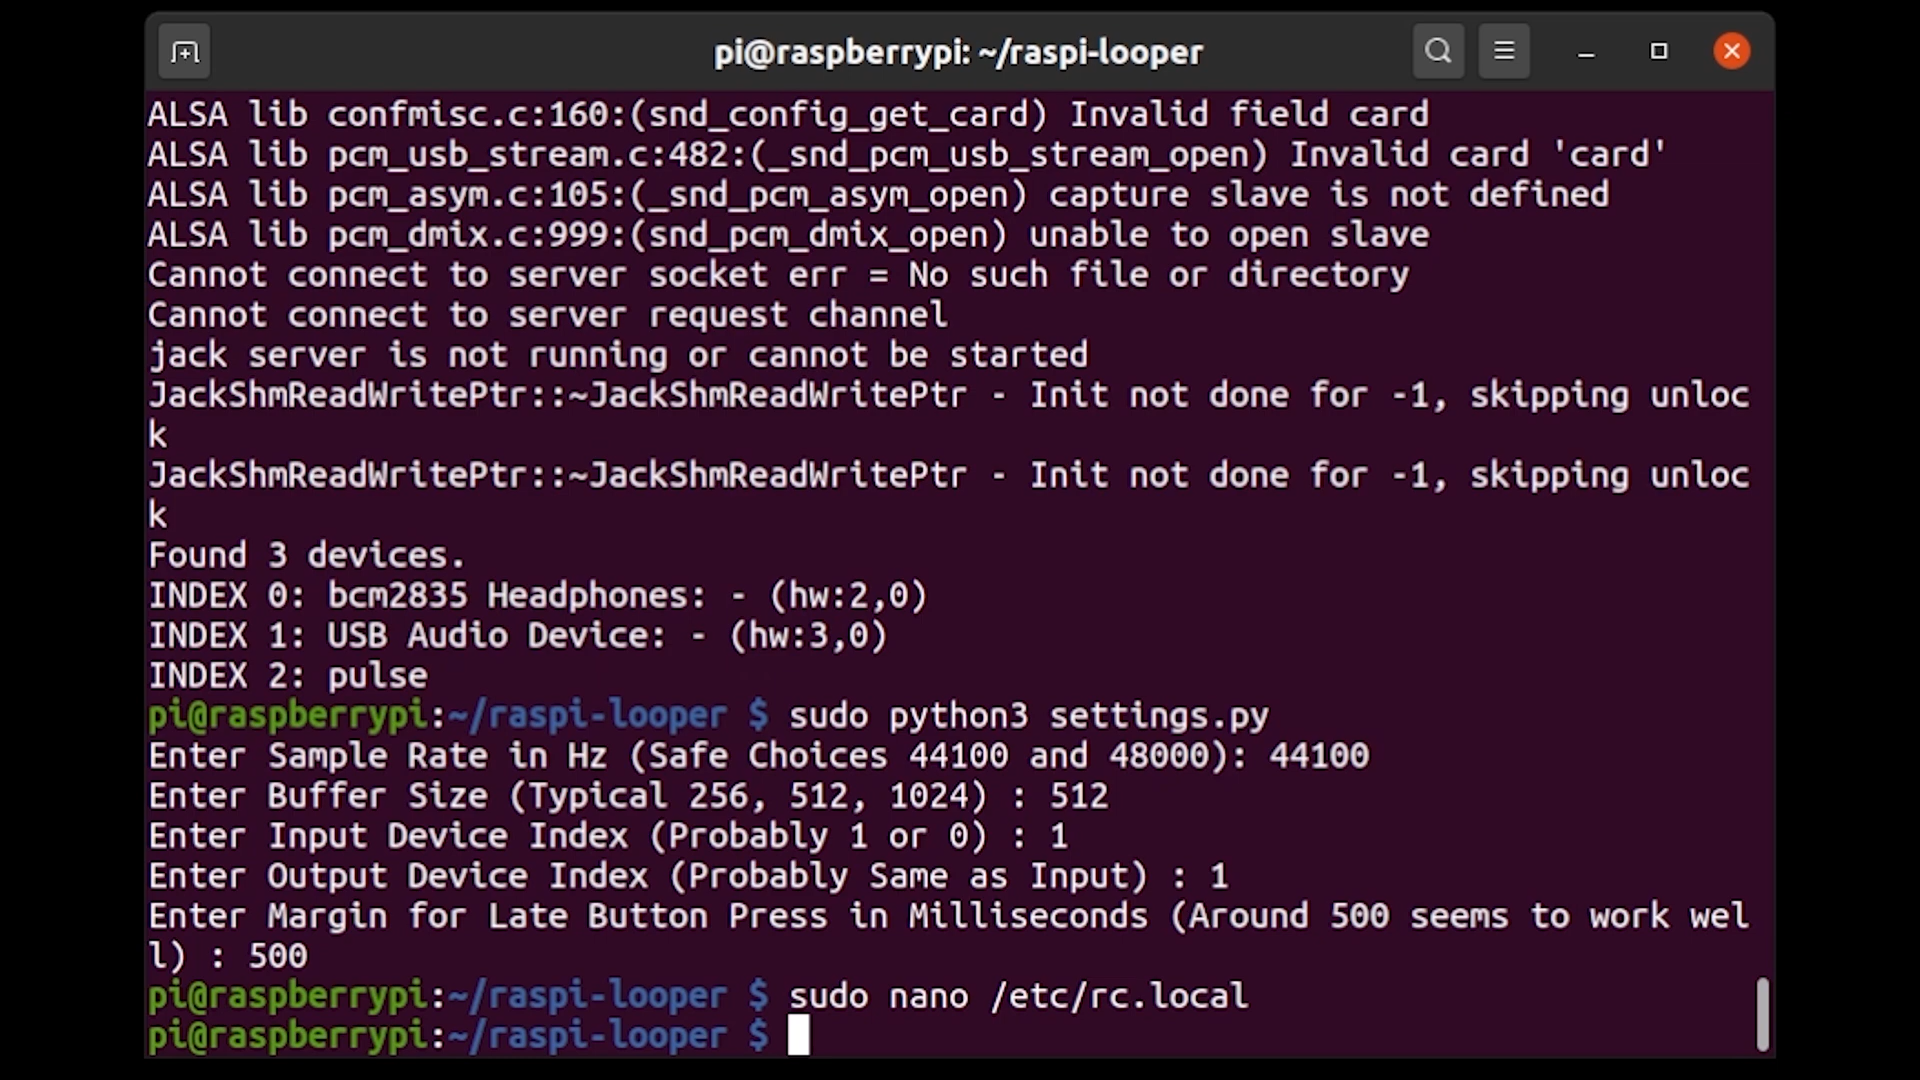 pi@raspberrypi: ~/raspi-looper
ALSA lib confmisc.c:160:(snd_config_get_card) Invalid field card
ALSA lib pcm_usb_stream.c:482:(_snd_pcm_usb_stream_open) Invalid card 'card'
ALSA lib pcm_asym.c:105:(_snd_pcm_asym_open) capture slave is not defined
ALSA lib pcm_dmix.c:999:(snd_pcm_dmix_open) unable to open slave
Cannot connect to server socket err = No such file or directory
Cannot connect to server request channel
jack server is not running or cannot be started
JackShmReadWritePtr::~JackShmReadWritePtr - Init not done for -1, skipping unloc
k
JackShmReadWritePtr::~JackShmReadWritePtr - Init not done for -1, skipping unloc
k
Found 3 devices.
INDEX 0: bcm2835 Headphones: - (hw:2,0)
INDEX 1: USB Audio Device: - (hw:3,0)
INDEX 2: pulse
pi@raspberrypi:~/raspi-looper $ sudo python3 settings.py
Enter Sample Rate in Hz (Safe Choices 44100 and 48000): 44100
Enter Buffer Size (Typical 256, 512, 1024) : 512
Enter Input Device Index (Probably 1 or 0) : 1
Enter Output Device Index (Probably Same as Input) : 1
Enter Margin for Late Button Press in Milliseconds (Around 500 seems to work wel
l) : 500
pi@raspberrypi:~/raspi-looper $ sudo nano /etc/rc.local
pi@raspberrypi:~/raspi-looper $